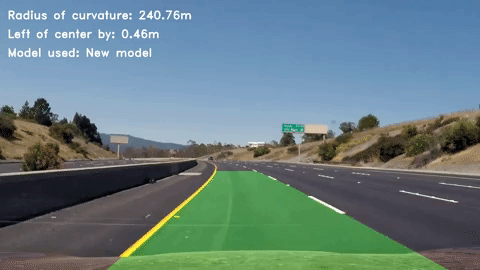 Radius of curvature: 240.76m
Left of center by: 0.46m
Model used: New model